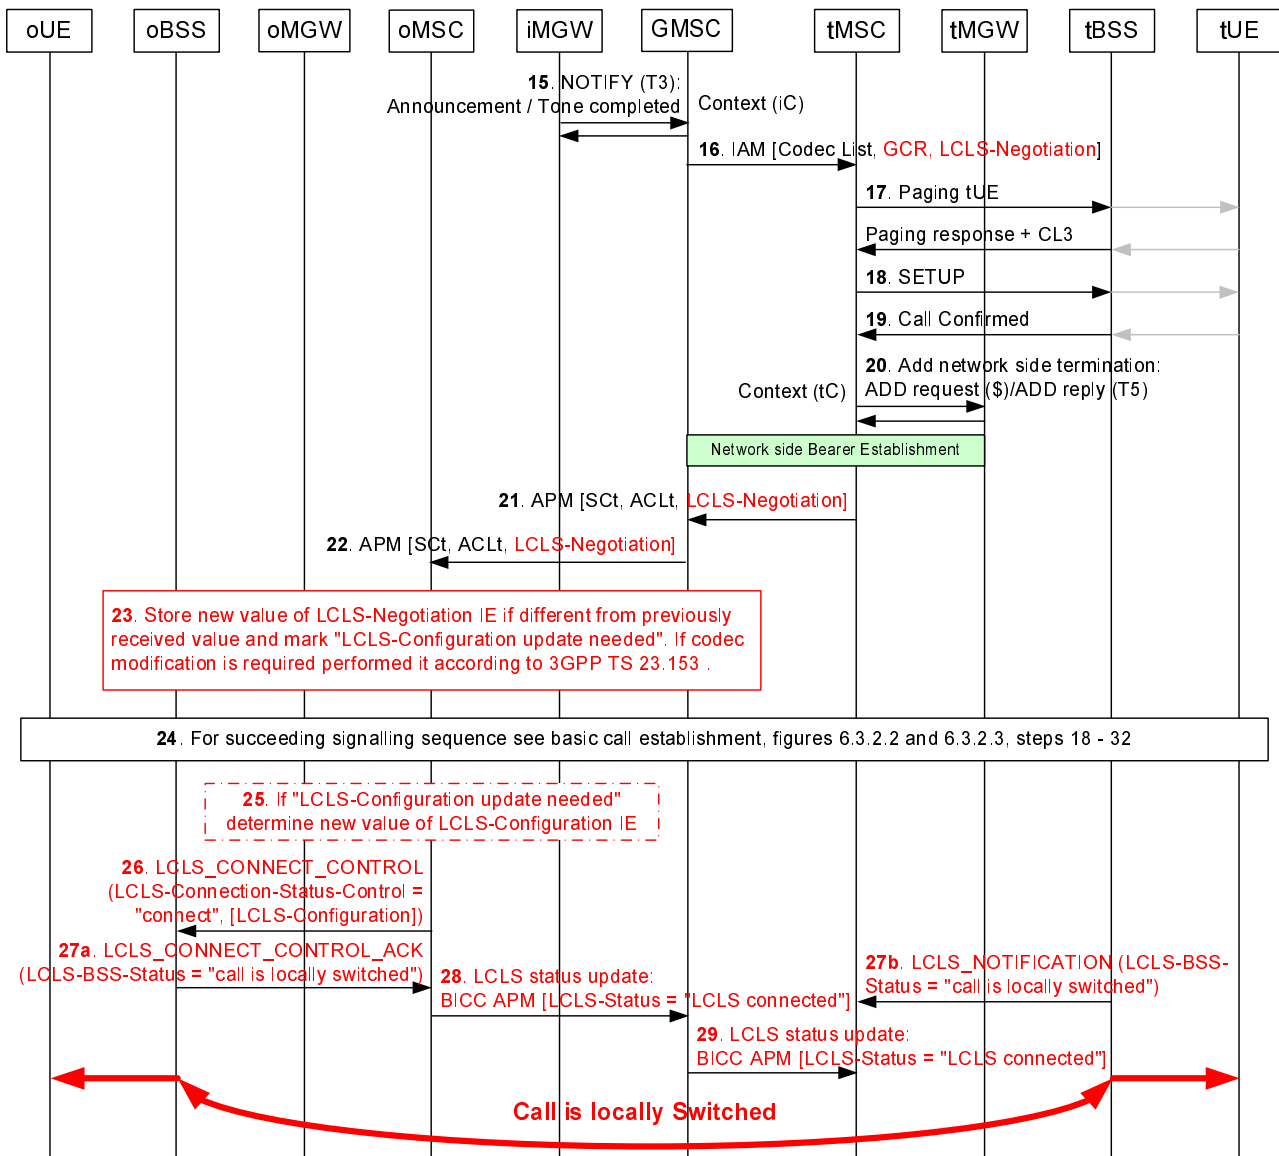 oUE oBSS oMGW oMSC iMGW GMSC tMSC tMGW tBSS tUE
15. NOTIFY (T3):
Announcement / Tone completed
Context (iC)
16. IAM [Codec List, GCR, LCLS-Negotiation]
17. Paging tUE
Paging response + CL3
18. SETUP
19. Call Confirmed
20. Add network side termination:
ADD request ($)/ADD reply (T5)
Context (tC)
Network side Bearer Establishment
21. APM [SCt, ACLt, LCLS-Negotiation]
22. APM [SCt, ACLt, LCLS-Negotiation]
23. Store new value of LCLS-Negotiation IE if different from previously
received value and mark "LCLS-Configuration update needed". If codec
modification is required performed it according to 3GPP TS 23.153 .
24. For succeeding signalling sequence see basic call establishment, figures 6.3.2.2 and 6.3.2.3, steps 18 - 32
25. If "LCLS-Configuration update needed"
determine new value of LCLS-Configuration IE
26. LCLS_CONNECT_CONTROL
(LCLS-Connection-Status-Control =
"connect", [LCLS-Configuration])
27a. LCLS_CONNECT_CONTROL_ACK
(LCLS-BSS-Status = "call is locally switched")
27b. LCLS_NOTIFICATION (LCLS-BSS-
Status = "call is locally switched")
28. LCLS status update:
BICC APM [LCLS-Status = "LCLS connected"]
29. LCLS status update:
BICC APM [LCLS-Status = "LCLS connected"]
Call is locally Switched